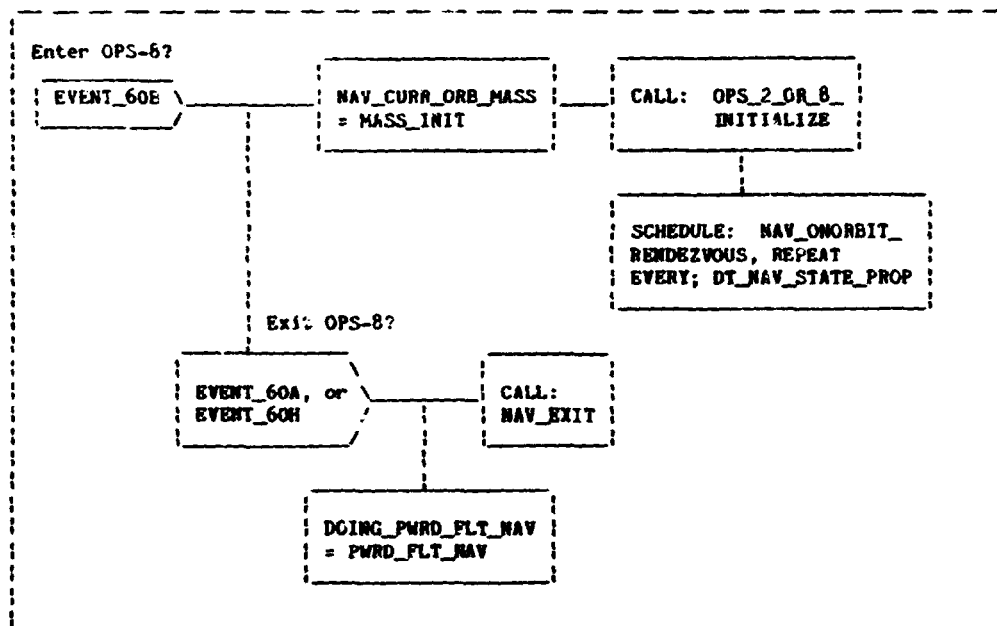 Enter OPS-8?
EVENT_60B
NAV_CURR_ORB_MASS
= MASS_INIT
CALL: OPS_2_OR_8_
INITIALIZE
SCHEDULE: NAV_ONORBIT_
RENDEZVOUS, REPEAT
EVERY; DT_NAV_STATE_PROP
Exit OPS-8?
EVENT_60A, or
EVENT_60H
CALL:
NAV_EXIT
DOING_PWRD_FLT_NAV
= PWRD_FLT_NAV